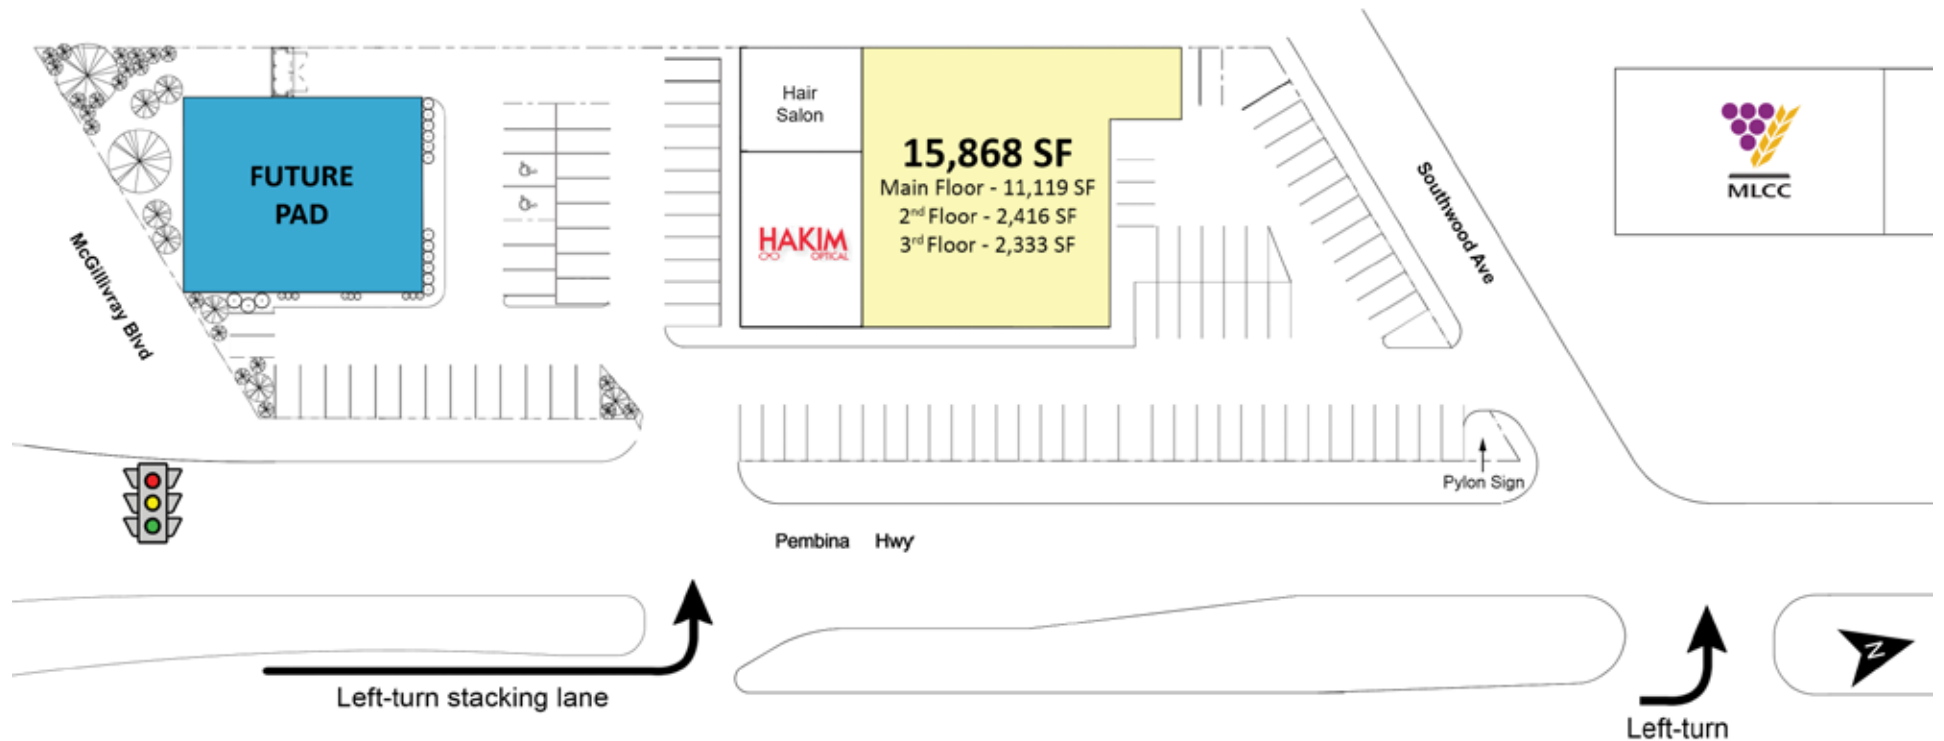 Hair
Salon
15,868 SF
Main Floor - 11,119 SF
2nd Floor - 2,416 SF
3rd Floor - 2,333 SF
FUTURE
PAD
HAKIM
OPTICAL
MLCC
McGillivray Blvd
Southwood Ave
Pylon Sign
Pembina Hwy
Left-turn stacking lane
Left-turn
N